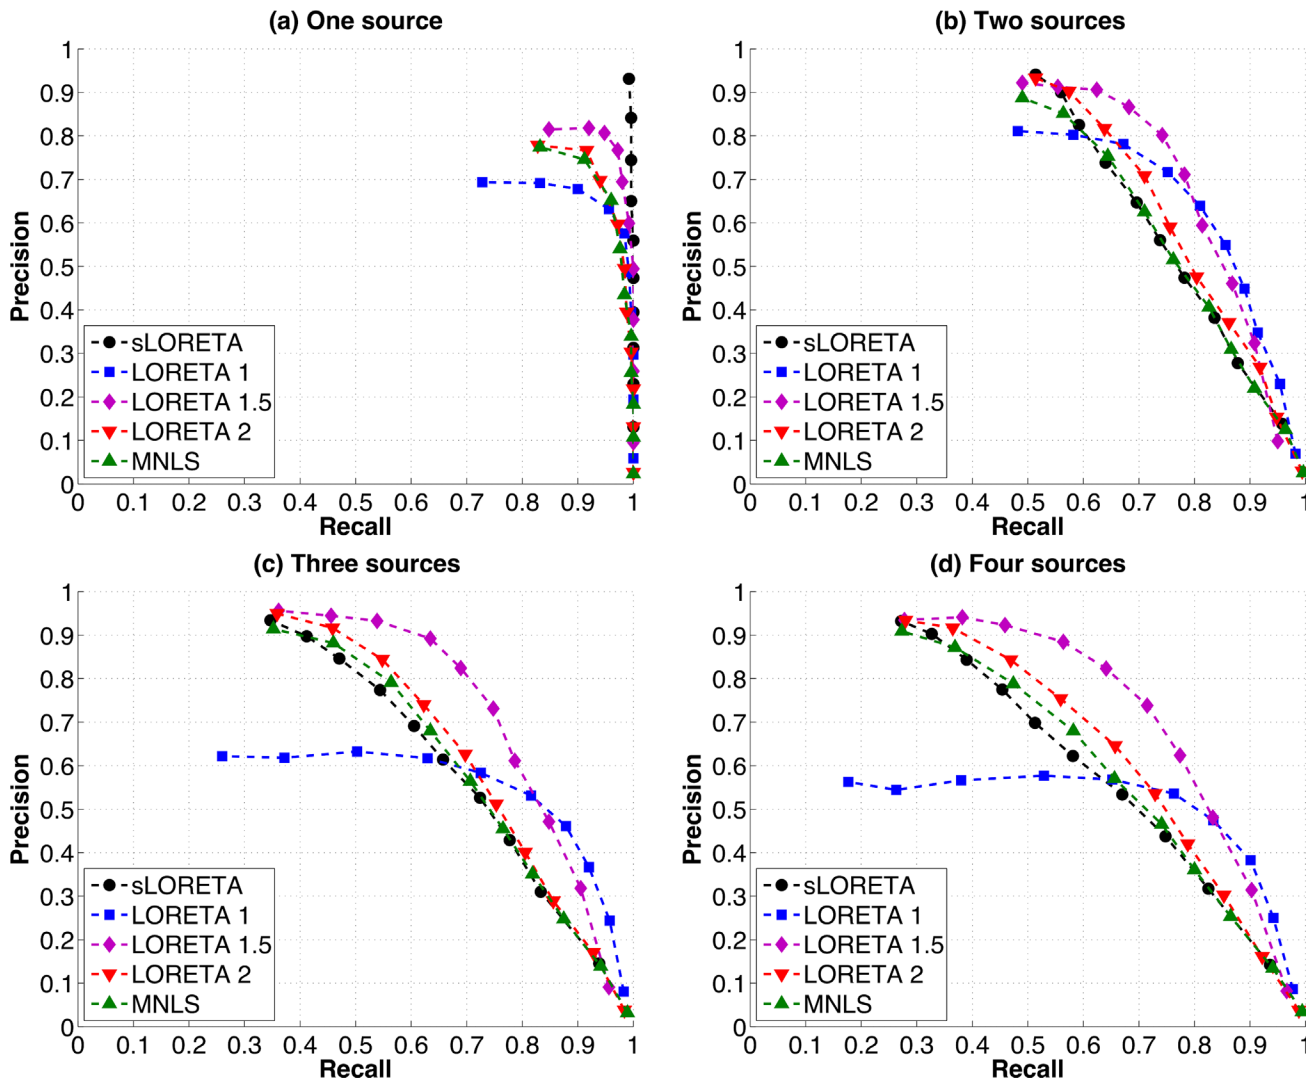 (a) One source
Precision
1
0.9
0.8
0.7
0.6
0.5
0.4
0.3
0.2
0.1
0
sLORETA
LORETA 1
LORETA 1.5
LORETA 2
MNLS
0 0.1 0.2 0.3 0.4 0.5 0.6 0.7 0.8 0.9 1
Recall
(b) Two sources
Precision
1
0.9
0.8
0.7
0.6
0.5
0.4
0.3
0.2
0.1
0
sLORETA
LORETA 1
LORETA 1.5
LORETA 2
MNLS
0 0.1 0.2 0.3 0.4 0.5 0.6 0.7 0.8 0.9 1
Recall
(c) Three sources
Precision
1
0.9
0.8
0.7
0.6
0.5
0.4
0.3
0.2
0.1
0
sLORETA
LORETA 1
LORETA 1.5
LORETA 2
MNLS
0 0.1 0.2 0.3 0.4 0.5 0.6 0.7 0.8 0.9 1
Recall
(d) Four sources
Precision
1
0.9
0.8
0.7
0.6
0.5
0.4
0.3
0.2
0.1
0
sLORETA
LORETA 1
LORETA 1.5
LORETA 2
MNLS
0 0.1 0.2 0.3 0.4 0.5 0.6 0.7 0.8 0.9 1
Recall